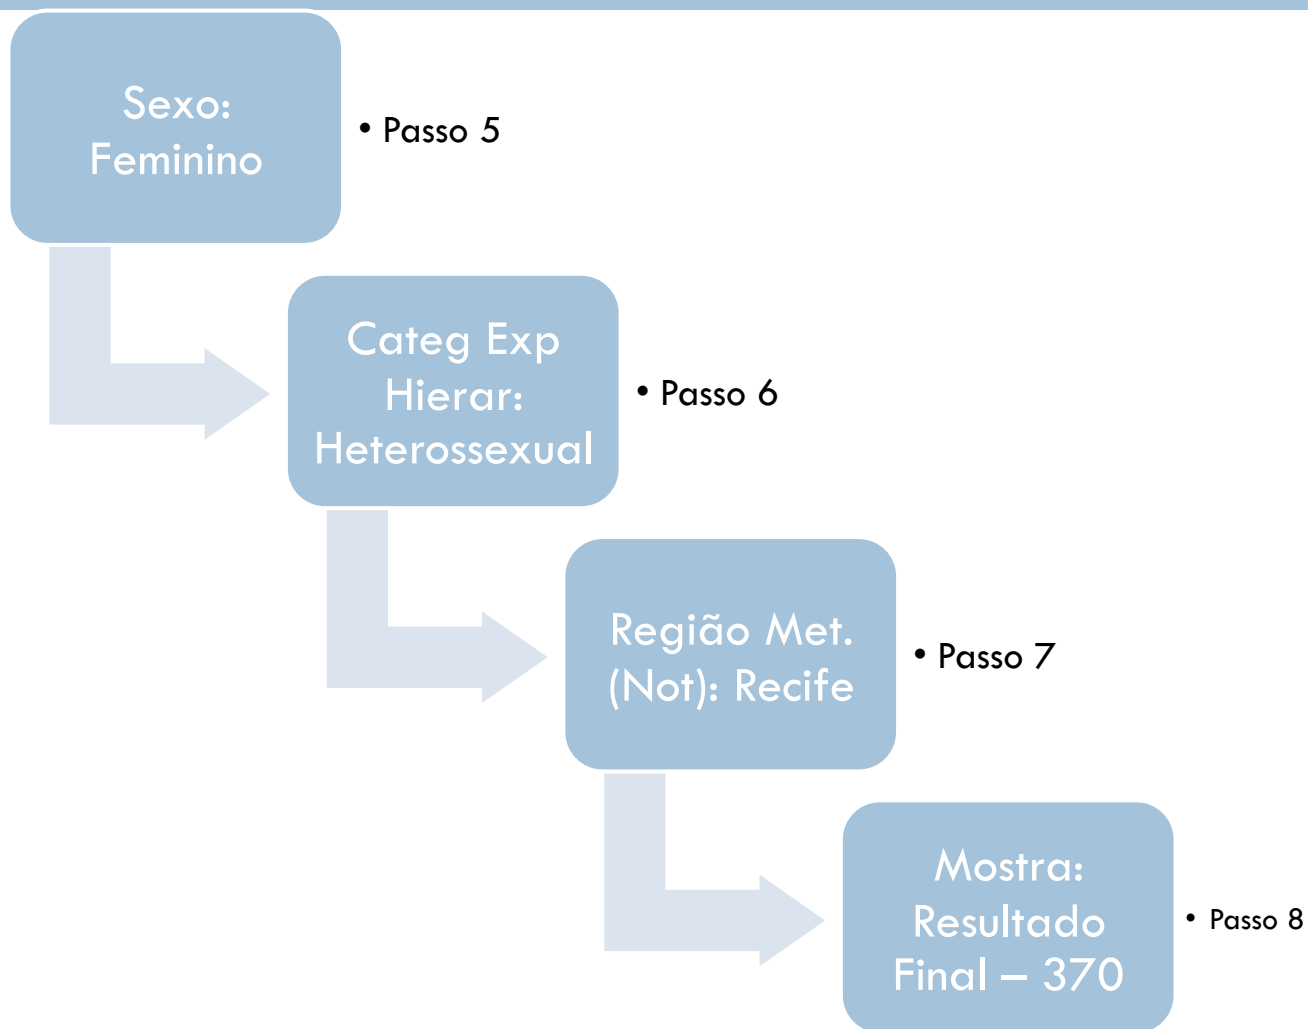 Sexo:
Feminino
• Passo 5
Categ Exp
Hierar:
Heterossexual
• Passo 6
Região Met.
(Not): Recife
• Passo 7
Mostra:
Resultado
Final – 370
• Passo 8